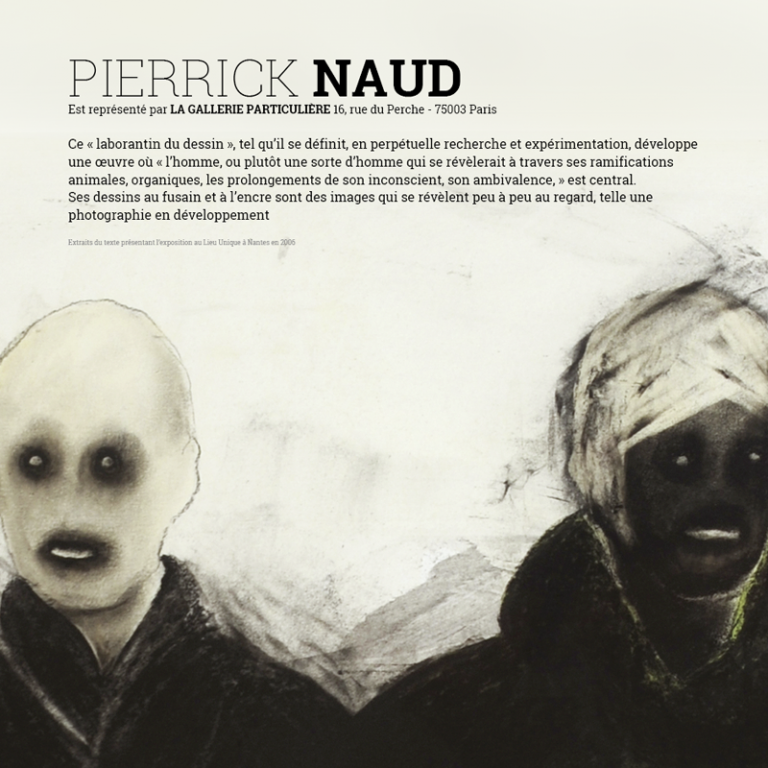 PIERRICK NAUD
Est représenté par LA GALLERIE PARTICULIÈRE 16, rue du Perche - 75003 Paris
Ce « laborantin du dessin », tel qu'il se définit, en perpétuelle recherche et expérimentation, développe
une œuvre où « l'homme, ou plutôt une sorte d'homme qui se révèlerait à travers ses ramifications
animales, organiques, les prolongements de son inconscient, son ambivalence, » est central.
Ses dessins au fusain et à l'encre sont des images qui se révèlent peu à peu au regard, telle une
photographie en développement
Extraits du texte présentant l'exposition au Lieu Unique à Nantes en 2006